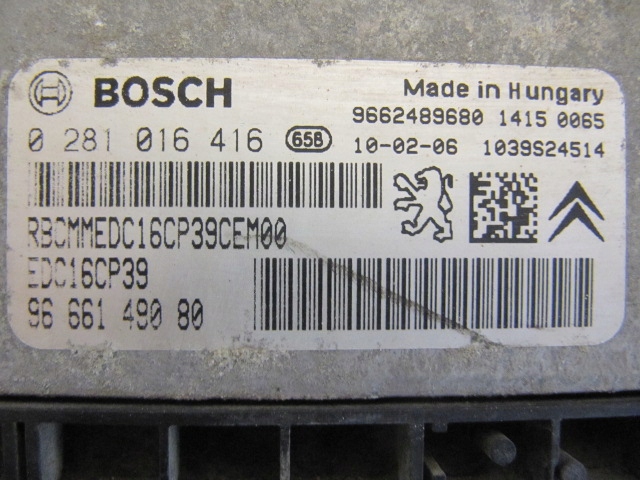 BOSCH
Made in Hungary
9662489680 1415 0065
0 281 016 416 65B
10-02-06 1039S24514
RBCMMEDC16CP39CEM00
EDC16CP39
96 661 490 80